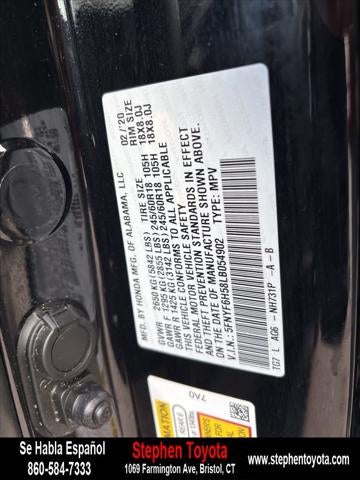 MFG. BY HONDA MFG. OF ALABAMA, LLC 02/'20
TIRE SIZE RIM SIZE
GVWR 2650 KG (5842 LBS)
GAWR F 1295 KG (2855 LBS) 245/60R18 105H 18X8.0J
GAWR R 1425 KG (3142 LBS) 245/60R18 105H 18X8.0J
THIS VEHICLE CONFORMS TO ALL APPLICABLE
FEDERAL MOTOR VEHICLE SAFETY
AND THEFT PREVENTION STANDARDS IN EFFECT
ON THE DATE OF MANUFACTURE SHOWN ABOVE.
V.I.N.: 5FNYF6H58LB054902 TYPE: MPV
TG7 L AG6 - NH731P -A -B
7A0
REAR
Se Habla Español
860-584-7333
Stephen Toyota
1069 Farmington Ave, Bristol, CT
www.stephentoyota.com